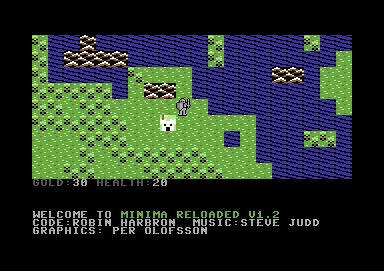 GOLD:30 HEALTH:20
WELCOME TO MINIMA RELOADED V1.2
CODE:ROBIN HARBRON  MUSIC:STEVE JUDD
GRAPHICS: PER OLOFSSON